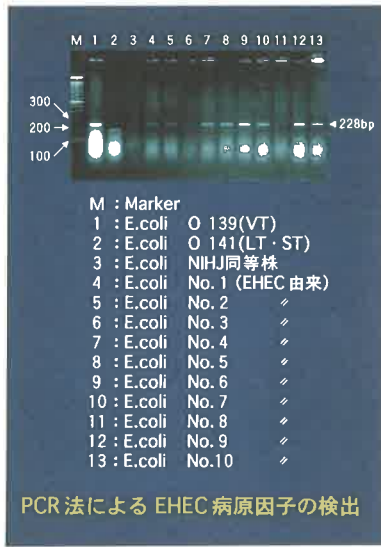 M 1 2 3 4 5 6 7 8 9 10 11 12 13
300
200
100
228bp
M : Marker
1 : E.coli O 139(VT)
2 : E.coli O 141(LT・ST)
3 : E.coli NIHJ同等株
4 : E.coli No.1 (EHEC由来)
5 : E.coli No.2 〃
6 : E.coli No.3 〃
7 : E.coli No.4 〃
8 : E.coli No.5 〃
9 : E.coli No.6 〃
10 : E.coli No.7 〃
11 : E.coli No.8 〃
12 : E.coli No.9 〃
13 : E.coli No.10 〃
PCR法による EHEC病原因子の検出